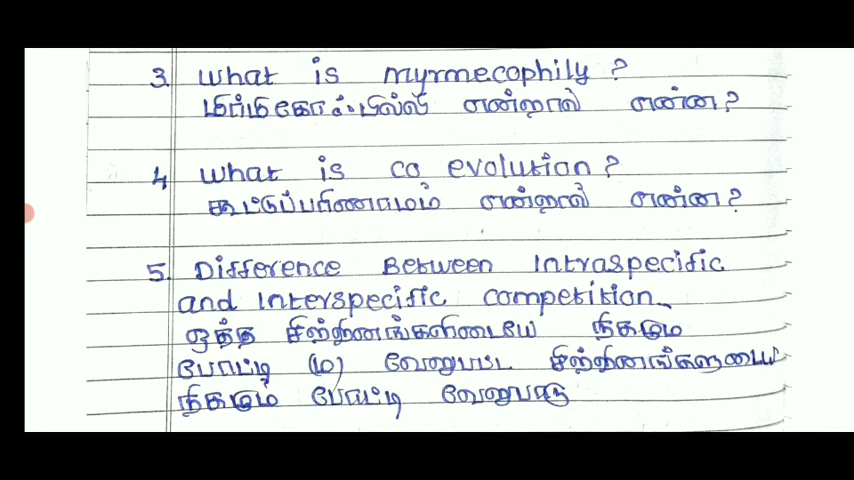 3. What is myrmecophily ?
மிர்மிகோஃபில்லி என்றால் என்ன ?
4 What is co evolution ?
கூட்டுப்பரிணாமம் என்றால் என்ன ?
5. Difference Between Intraspecific
and Interspecific competition
ஒத்த சிற்றினங்களிடையே நிகழும்
போட்டி (ம) வேறுபட்ட சிற்றினங்களுடையே
நிகழும் போட்டி வேறுபாடு